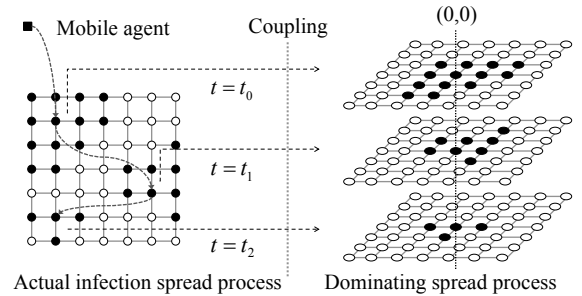 (0,0)
Mobile agent
Coupling
t = t₀
t = t₁
t = t₂
Actual infection spread process
Dominating spread process